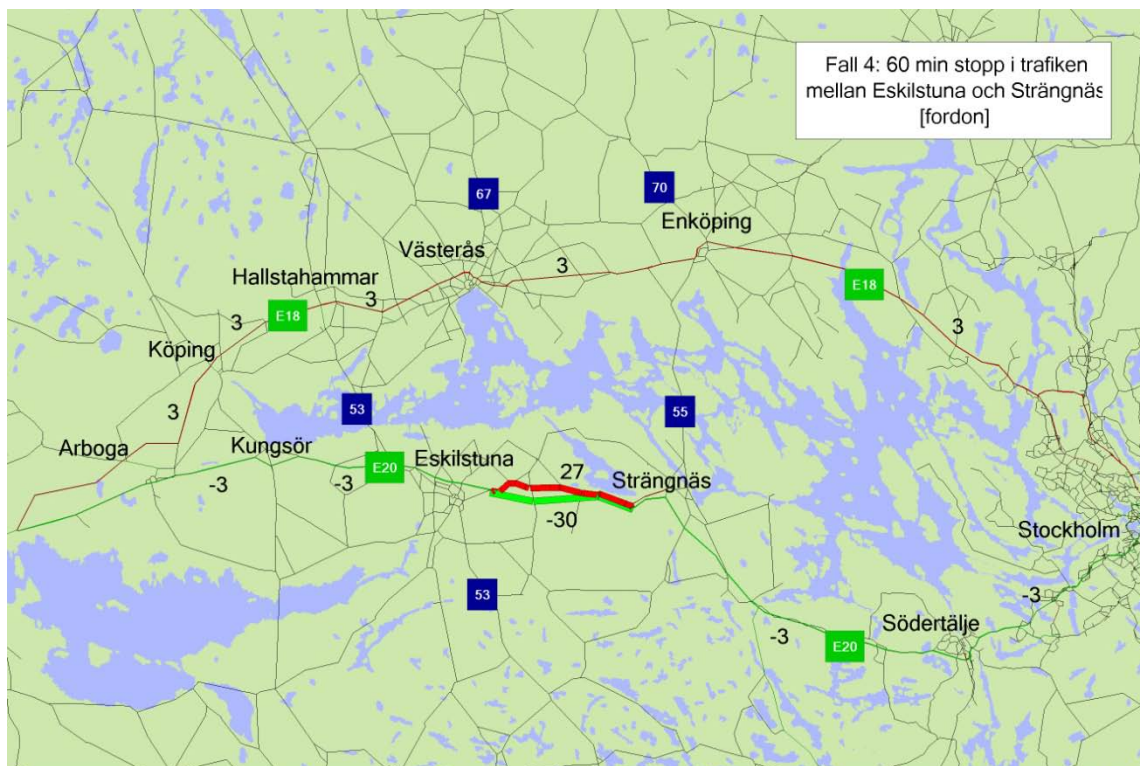 Fall 4: 60 min stopp i trafiken
mellan Eskilstuna och Strängnäs
[fordon]
67
70
Enköping
Västerås
3
Hallstahammar
E18
3
E18
3
3
Köping
3
53
55
Arboga
Kungsör
E20
Eskilstuna
27
Strängnäs
-3
-3
-30
Stockholm
53
-3
-3
Södertälje
E20